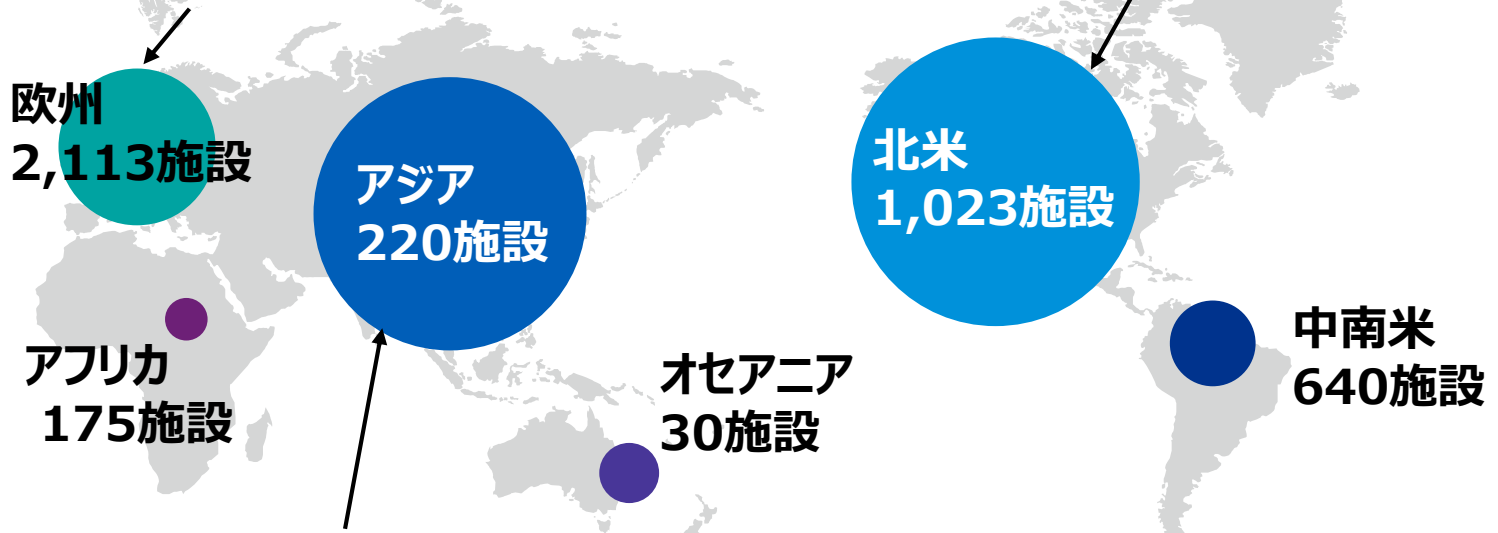 欧州
2,113施設
アジア
220施設
北米
1,023施設
アフリカ
175施設
オセアニア
30施設
中南米
640施設